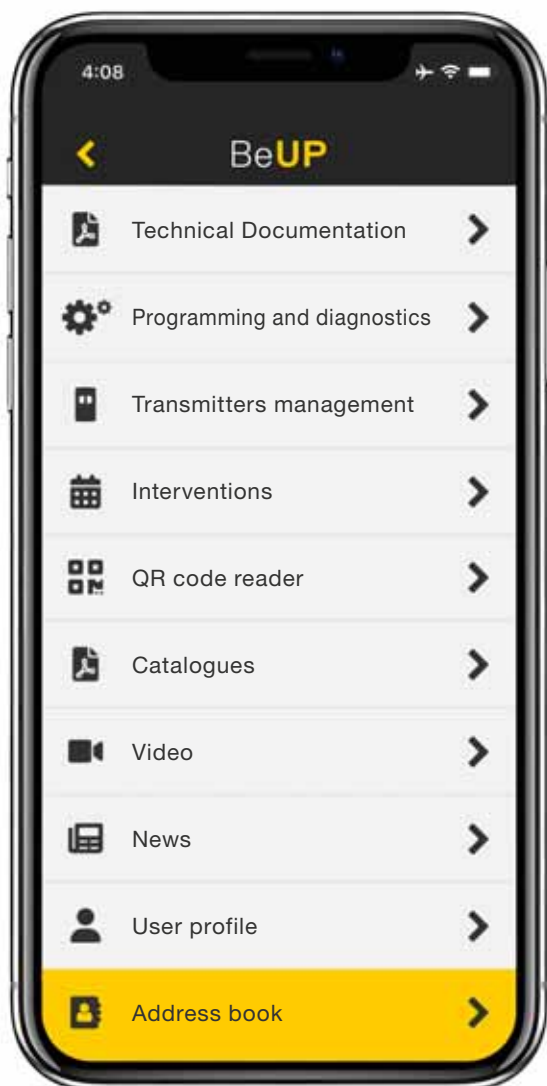 4:08
BeUP
Technical Documentation
Programming and diagnostics
Transmitters management
Interventions
QR code reader
Catalogues
Video
News
User profile
Address book